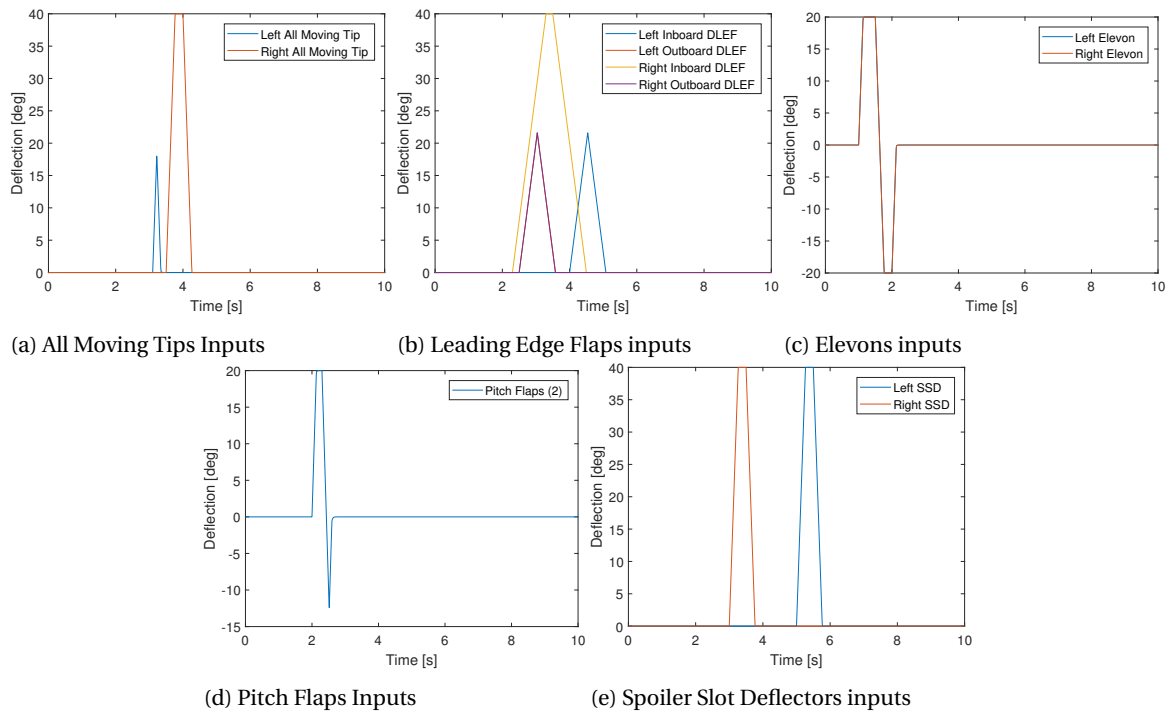 40
35
30
25
20
15
10
5
0
Deflection [deg]
0 2 4 6 8 10
Time [s]
Left All Moving Tip
Right All Moving Tip
(a) All Moving Tips Inputs
40
35
30
25
20
15
10
5
0
Deflection [deg]
0 2 4 6 8 10
Time [s]
Left Inboard DLEF
Left Outboard DLEF
Right Inboard DLEF
Right Outboard DLEF
(b) Leading Edge Flaps inputs
20
15
10
5
0
-5
-10
-15
-20
Deflection [deg]
0 2 4 6 8 10
Time [s]
Left Elevon
Right Elevon
(c) Elevons inputs
20
15
10
5
0
-5
-10
-15
Deflection [deg]
0 2 4 6 8 10
Time [s]
Pitch Flaps (2)
(d) Pitch Flaps Inputs
40
35
30
25
20
15
10
5
0
Deflection [deg]
0 2 4 6 8 10
Time [s]
Left SSD
Right SSD
(e) Spoiler Slot Deflectors inputs